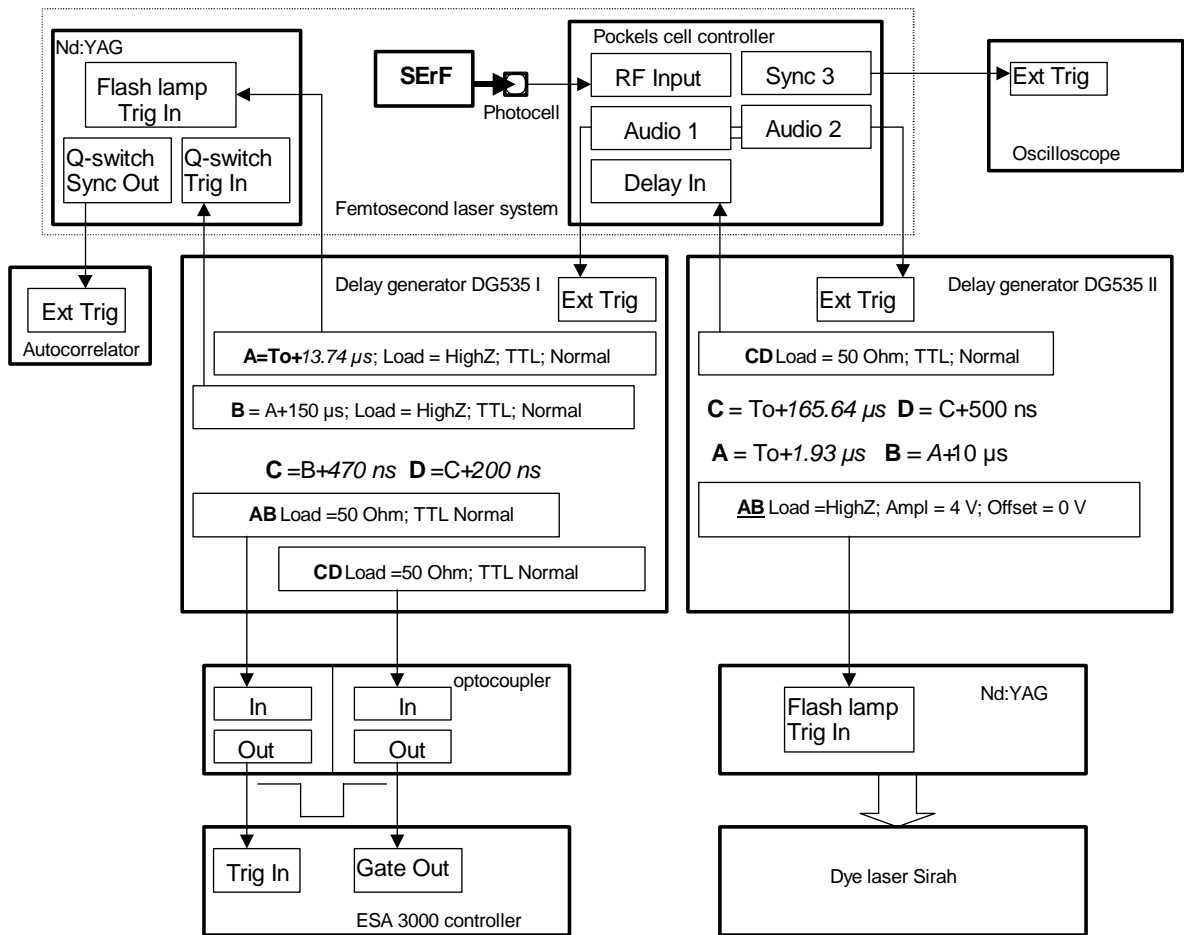 Nd:YAG
Flash lamp
Trig In
Q-switch
Sync Out
Q-switch
Trig In
SErF
Photocell
Pockels cell controller
RF Input
Sync 3
Audio 1
Audio 2
Delay In
Femtosecond laser system
Ext Trig
Oscilloscope
Ext Trig
Autocorrelator
Delay generator DG535 I
Ext Trig
A=To+13.74 µs; Load = HighZ; TTL; Normal
B = A+150 µs; Load = HighZ; TTL; Normal
C =B+470 ns D =C+200 ns
AB Load =50 Ohm; TTL Normal
CD Load =50 Ohm; TTL Normal
Delay generator DG535 II
Ext Trig
CD Load = 50 Ohm; TTL; Normal
C = To+165.64 µs D = C+500 ns
A = To+1.93 µs B = A+10 µs
AB Load =HighZ; Ampl = 4 V; Offset = 0 V
optocoupler
In
Out
In
Out
Trig In
Gate Out
ESA 3000 controller
Nd:YAG
Flash lamp
Trig In
Dye laser Sirah